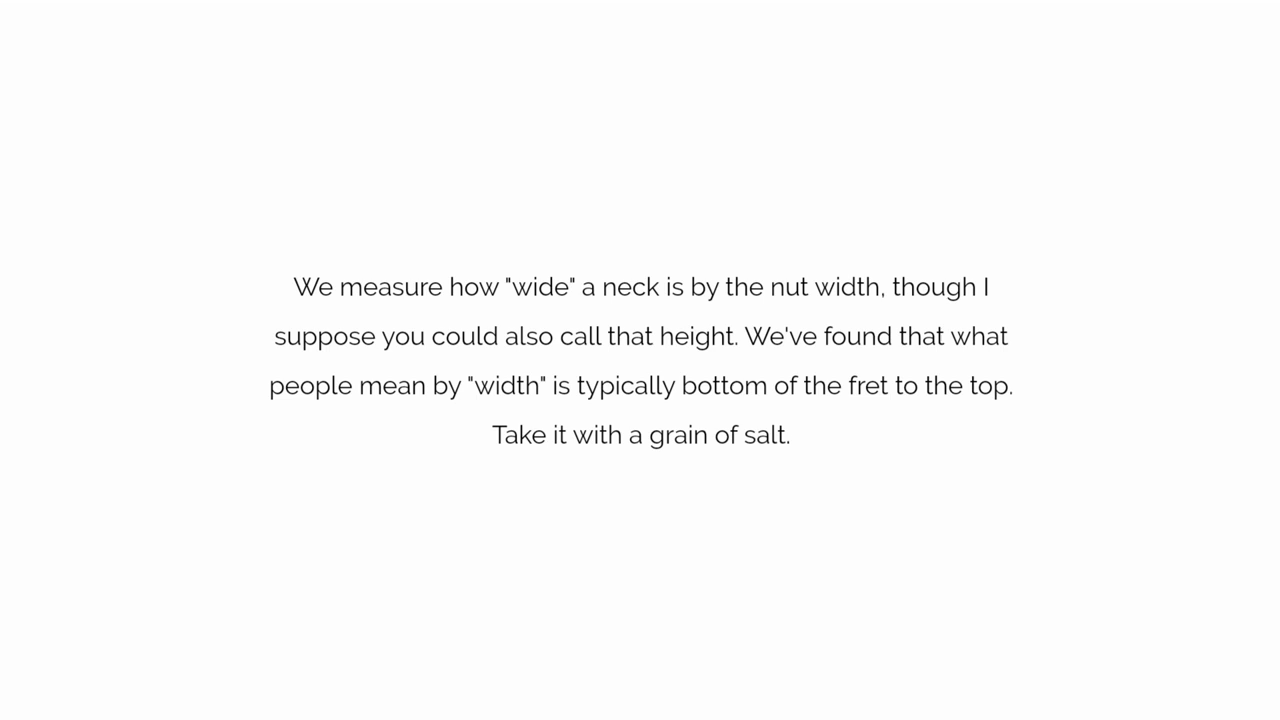 We measure how "wide" a neck is by the nut width, though I
suppose you could also call that height. We've found that what
people mean by "width" is typically bottom of the fret to the top.
Take it with a grain of salt.